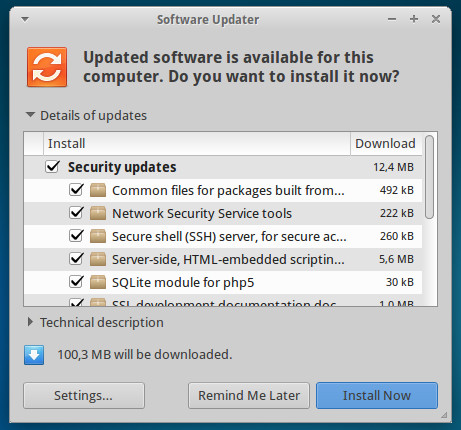 Software Updater
Updated software is available for this
computer. Do you want to install it now?
Details of updates
Install Download
Security updates 12,4 MB
Common files for packages built from... 492 kB
Network Security Service tools 222 kB
Secure shell (SSH) server, for secure ac... 260 kB
Server-side, HTML-embedded scriptin... 5,6 MB
SQLite module for php5 30 kB
SSL development documentation doc 1,0 MB
Technical description
100,3 MB will be downloaded.
Settings... Remind Me Later Install Now